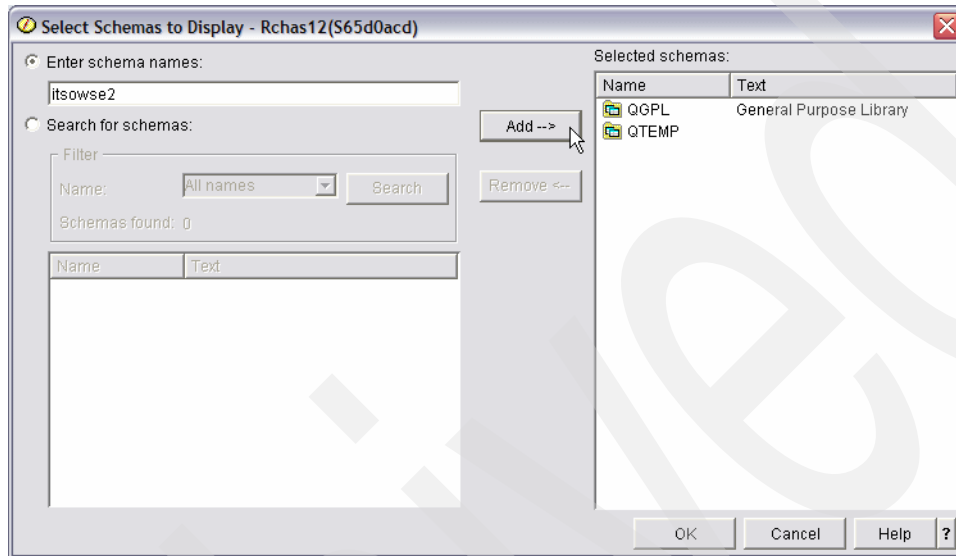 Select Schemas to Display - Rchas12(S65d0acd)
Enter schema names:
itsowse2
Search for schemas:
Filter
Name: All names Search
Schemas found: 0
Name Text
Add -->
Remove <--
Selected schemas:
Name Text
QGPL General Purpose Library
QTEMP
OK Cancel Help ?